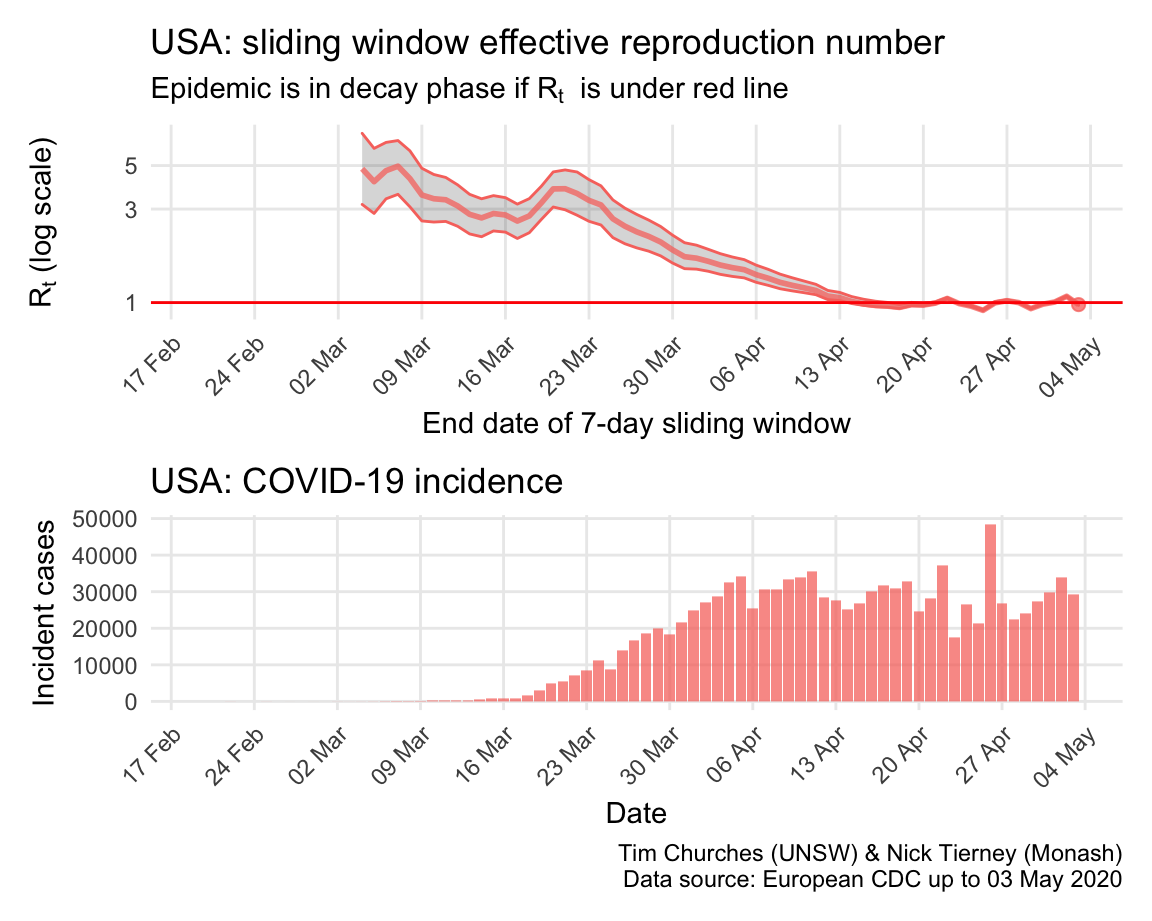 USA: sliding window effective reproduction number
Epidemic is in decay phase if Rt is under red line
Rt (log scale)
5
3
1
17 Feb
24 Feb
02 Mar
09 Mar
16 Mar
23 Mar
30 Mar
06 Apr
13 Apr
20 Apr
27 Apr
04 May
End date of 7-day sliding window
USA: COVID-19 incidence
Incident cases
50000
40000
30000
20000
10000
0
17 Feb
24 Feb
02 Mar
09 Mar
16 Mar
23 Mar
30 Mar
06 Apr
13 Apr
20 Apr
27 Apr
04 May
Date
Tim Churches (UNSW) & Nick Tierney (Monash)
Data source: European CDC up to 03 May 2020